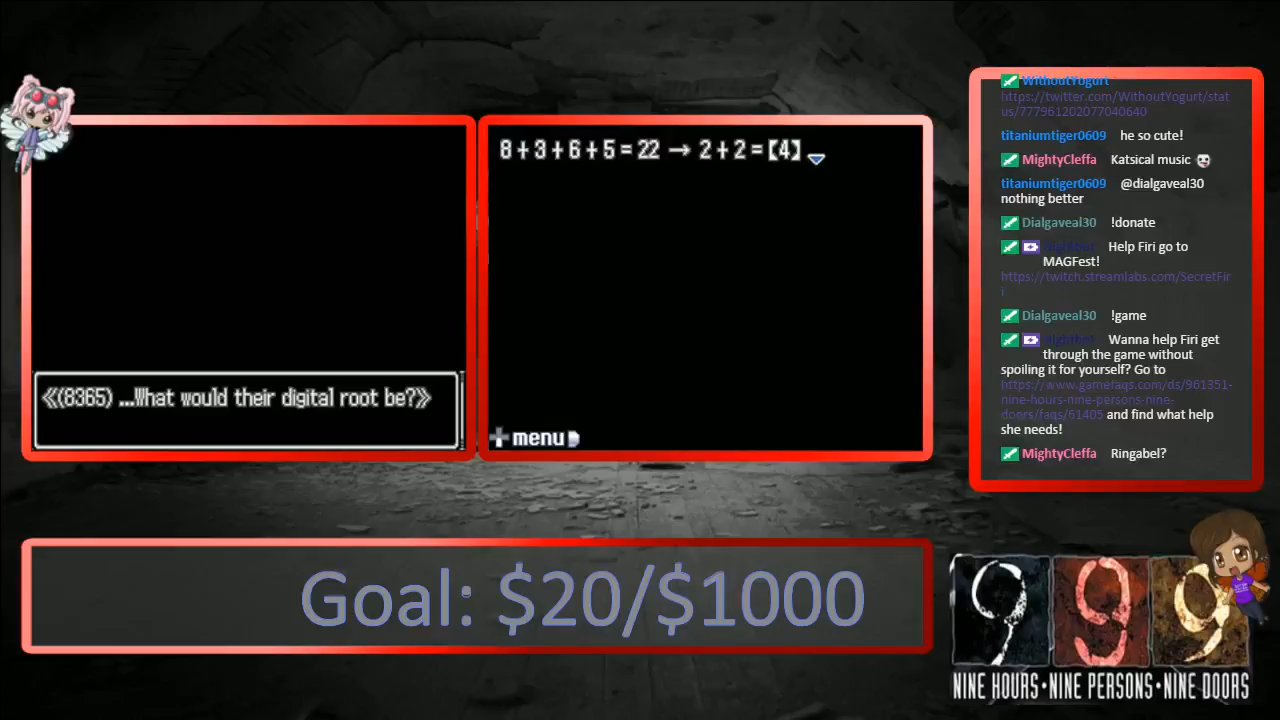 8+3+6+5=22 → 2+2=【4】
《(8365) ...What would their digital root be?》
menu
WithoutYogurt
https://twitter.com/WithoutYogurt/stat
us/777961202077040640
titaniumtiger0609 he so cute!
MightyCleffa Katsical music
titaniumtiger0609 @dialgaveal30
nothing better
Dialgaveal30 !donate
Help Firi go to
MAGFest!
https://twitch.streamlabs.com/SecretFir
i
Dialgaveal30 !game
Wanna help Firi get
through the game without
spoiling it for yourself? Go to
https://www.gamefaqs.com/ds/961351-
nine-hours-nine-persons-nine-
doors/faqs/61405 and find what help
she needs!
MightyCleffa Ringabel?
Goal: $20/$1000
999
NINE HOURS·NINE PERSONS·NINE DOORS